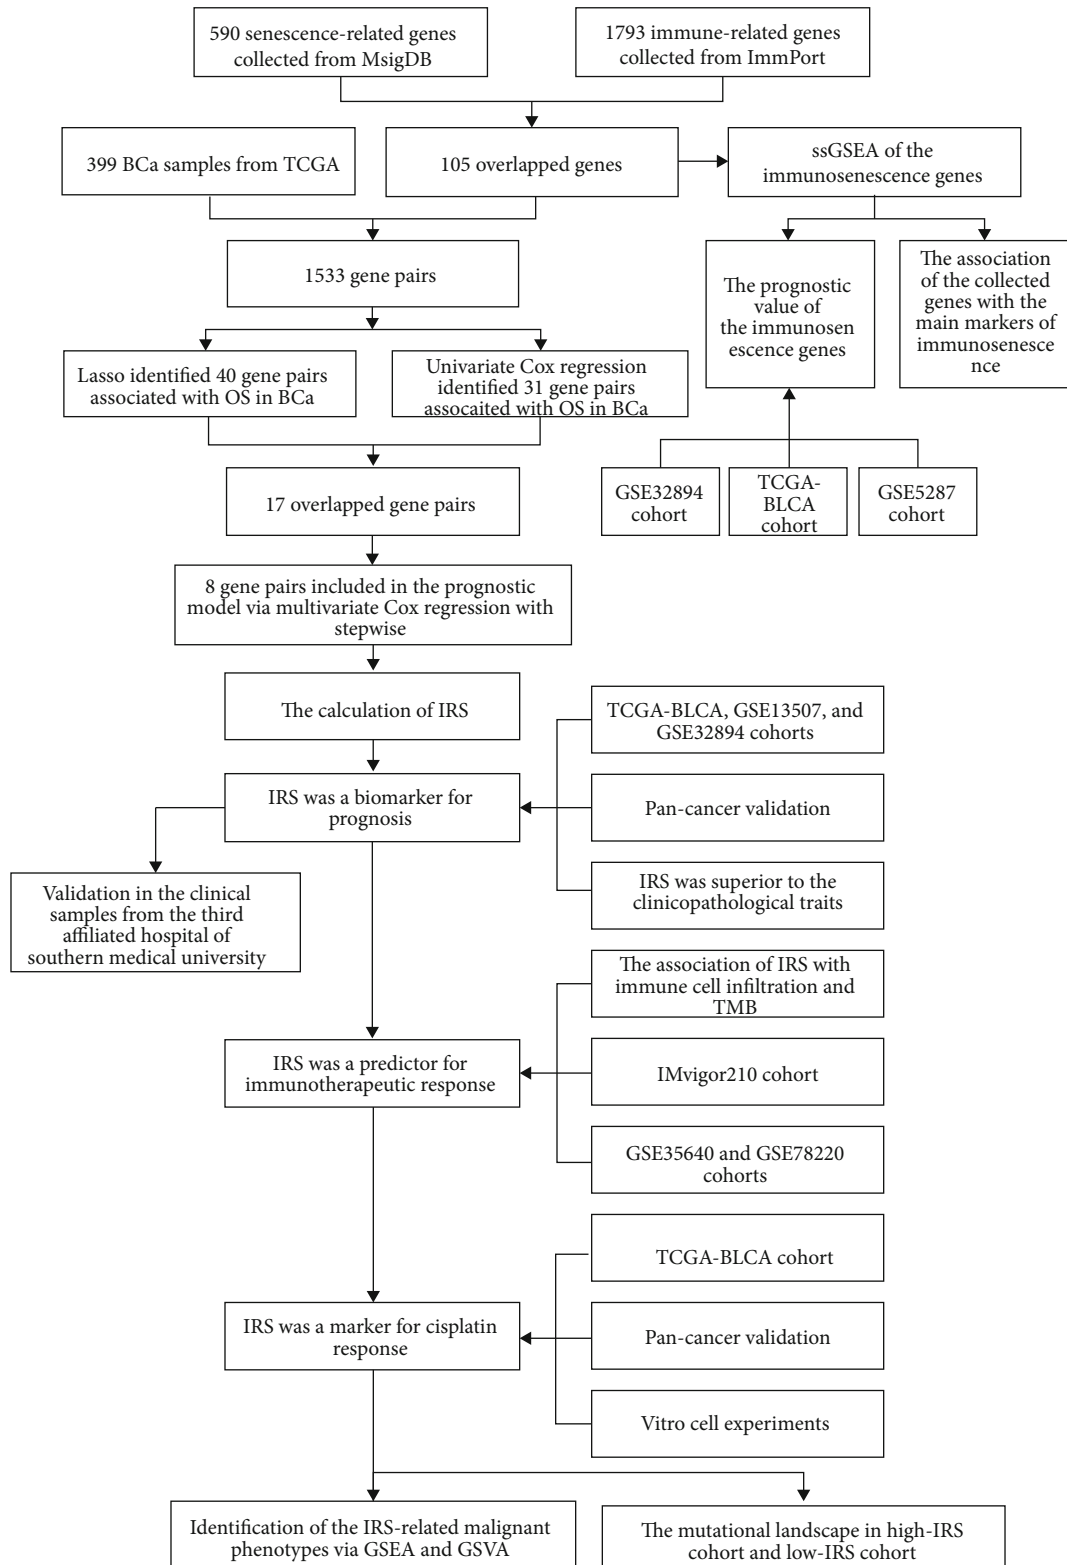 590 senescence-related genes
collected from MsigDB
1793 immune-related genes
collected from ImmPort
399 BCa samples from TCGA
105 overlapped genes
ssGSEA of the
immunosenescence genes
1533 gene pairs
The prognostic
value of
the immunosen
escence genes
The association
of the collected
genes with the
main markers of
immunosenesce
nce
Lasso identified 40 gene pairs
associated with OS in BCa
Univariate Cox regression
identified 31 gene pairs
assocaited with OS in BCa
GSE32894
cohort
TCGA-
BLCA
cohort
GSE5287
cohort
17 overlapped gene pairs
8 gene pairs included in the prognostic
model via multivariate Cox regression with
stepwise
The calculation of IRS
TCGA-BLCA, GSE13507, and
GSE32894 cohorts
IRS was a biomarker for
prognosis
Pan-cancer validation
IRS was superior to the
clinicopathological traits
Validation in the clinical
samples from the third
affiliated hospital of
southern medical university
The association of IRS with
immune cell infiltration and
TMB
IRS was a predictor for
immunotherapeutic response
IMvigor210 cohort
GSE35640 and GSE78220
cohorts
TCGA-BLCA cohort
IRS was a marker for cisplatin
response
Pan-cancer validation
Vitro cell experiments
Identification of the IRS-related malignant
phenotypes via GSEA and GSVA
The mutational landscape in high-IRS
cohort and low-IRS cohort